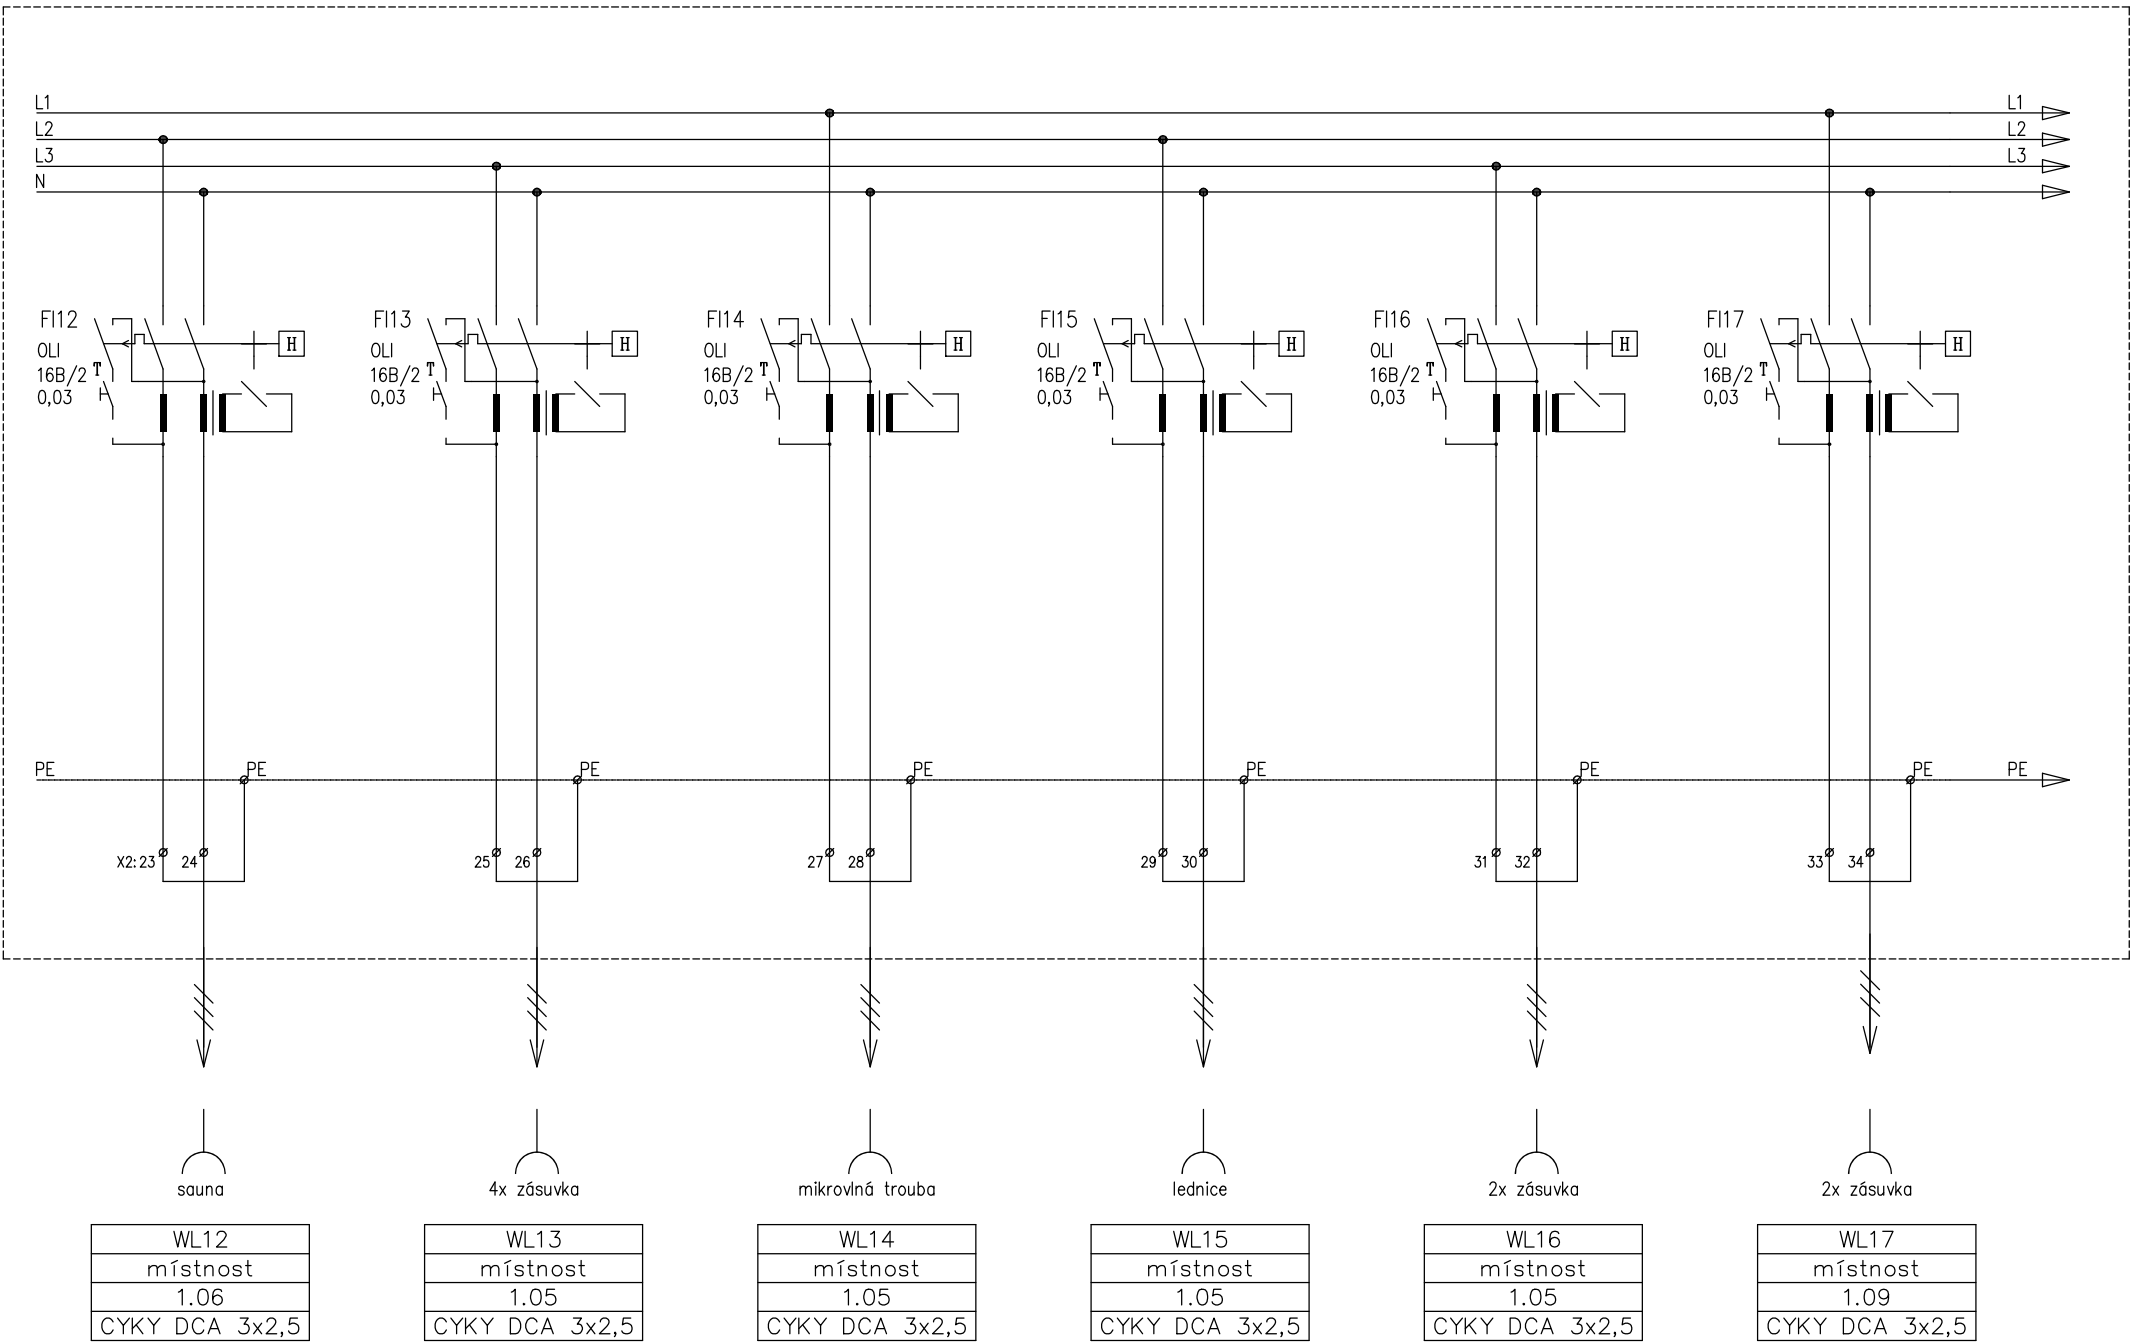 L1 L1
L2 L2
L3 L3
N
FI12 FI13 FI14 FI15 FI16 FI17
H H H H H H
OLI OLI OLI OLI OLI OLI
16B/2 T 16B/2 T 16B/2 T 16B/2 T 16B/2 T 16B/2 T
0,03 0,03 0,03 0,03 0,03 0,03
PE PE PE PE PE PE PE PE
X2:23 24 25 26 27 28 29 30 31 32 33 34
sauna 4x zásuvka mikrovlná trouba lednice 2x zásuvka 2x zásuvka
WL12 WL13 WL14 WL15 WL16 WL17
místnost místnost místnost místnost místnost místnost
1.06 1.05 1.05 1.05 1.05 1.09
CYKY DCA 3x2,5 CYKY DCA 3x2,5 CYKY DCA 3x2,5 CYKY DCA 3x2,5 CYKY DCA 3x2,5 CYKY DCA 3x2,5